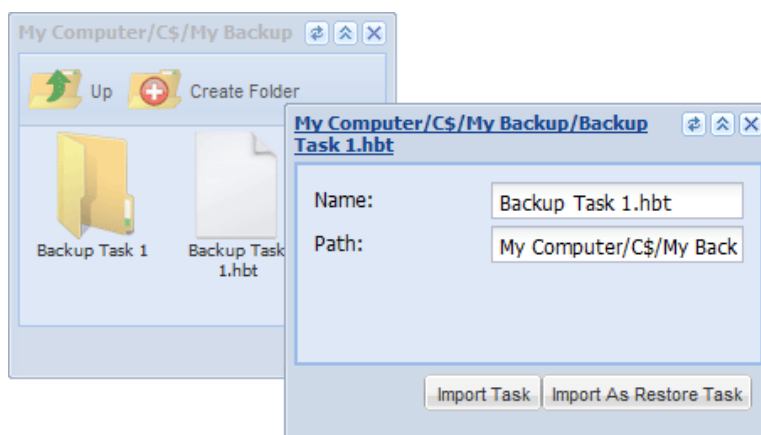 My Computer/C$/My Backup
Up
Create Folder
Backup Task 1
Backup Task
1.hbt
My Computer/C$/My Backup/Backup
Task 1.hbt
Name:
Backup Task 1.hbt
Path:
My Computer/C$/My Back
Import Task
Import As Restore Task